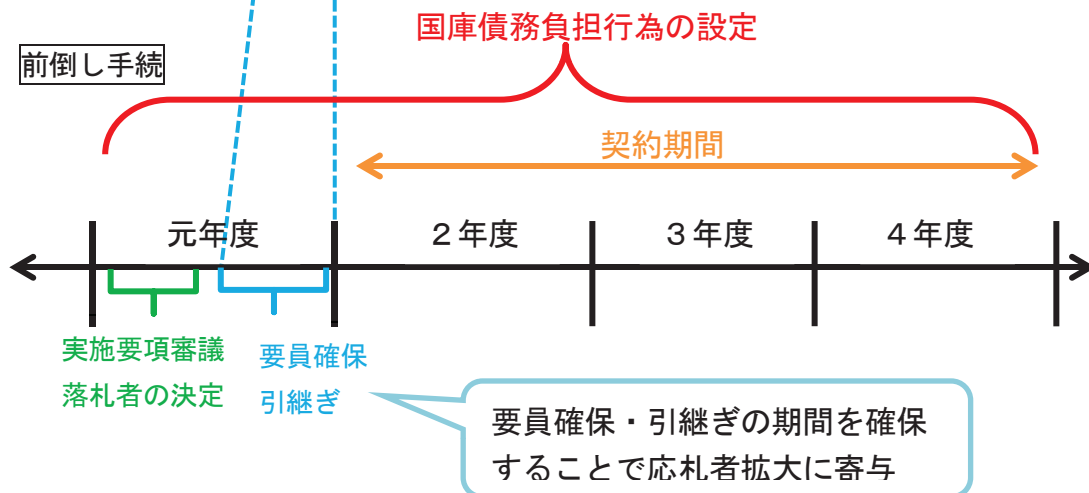 国庫債務負担行為の設定
前倒し手続
契約期間
元年度
２年度
３年度
４年度
実施要項審議
落札者の決定
要員確保
引継ぎ
要員確保・引継ぎの期間を確保
することで応札者拡大に寄与